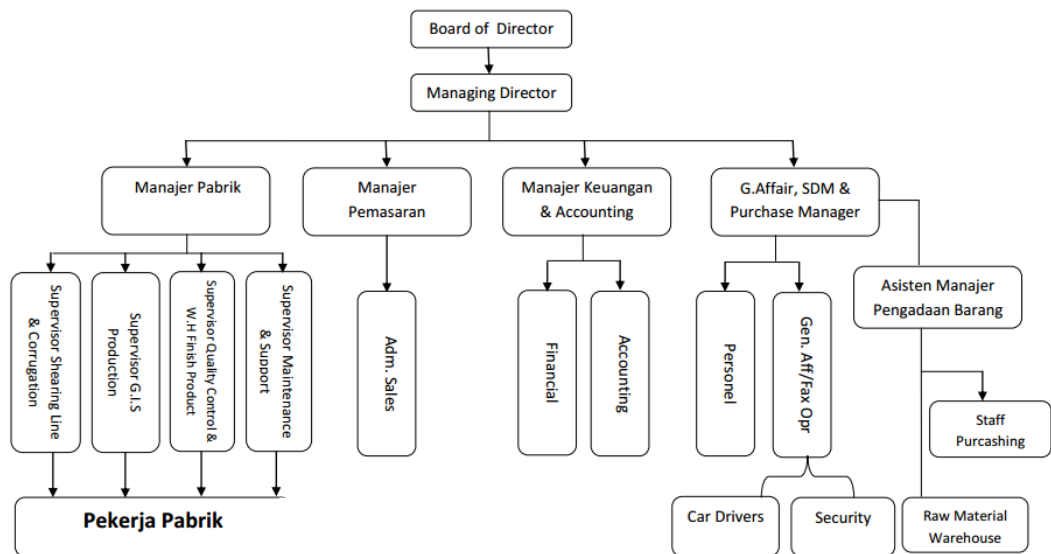 Board of Director
Managing Director
Manajer Pabrik
Manajer
Pemasaran
Manajer Keuangan
& Accounting
G.Affair, SDM &
Purchase Manager
Supervisor Shearing Line
& Corrugation
Supervisor G.I.S
Production
Supervisor Quality Control &
W.H Finish Product
Supervisor Maintenance
& Support
Adm. Sales
Financial
Accounting
Personel
Gen. Aff/Fax Opr
Asisten Manajer
Pengadaan Barang
Staff
Purcashing
Pekerja Pabrik
Car Drivers
Security
Raw Material
Warehouse